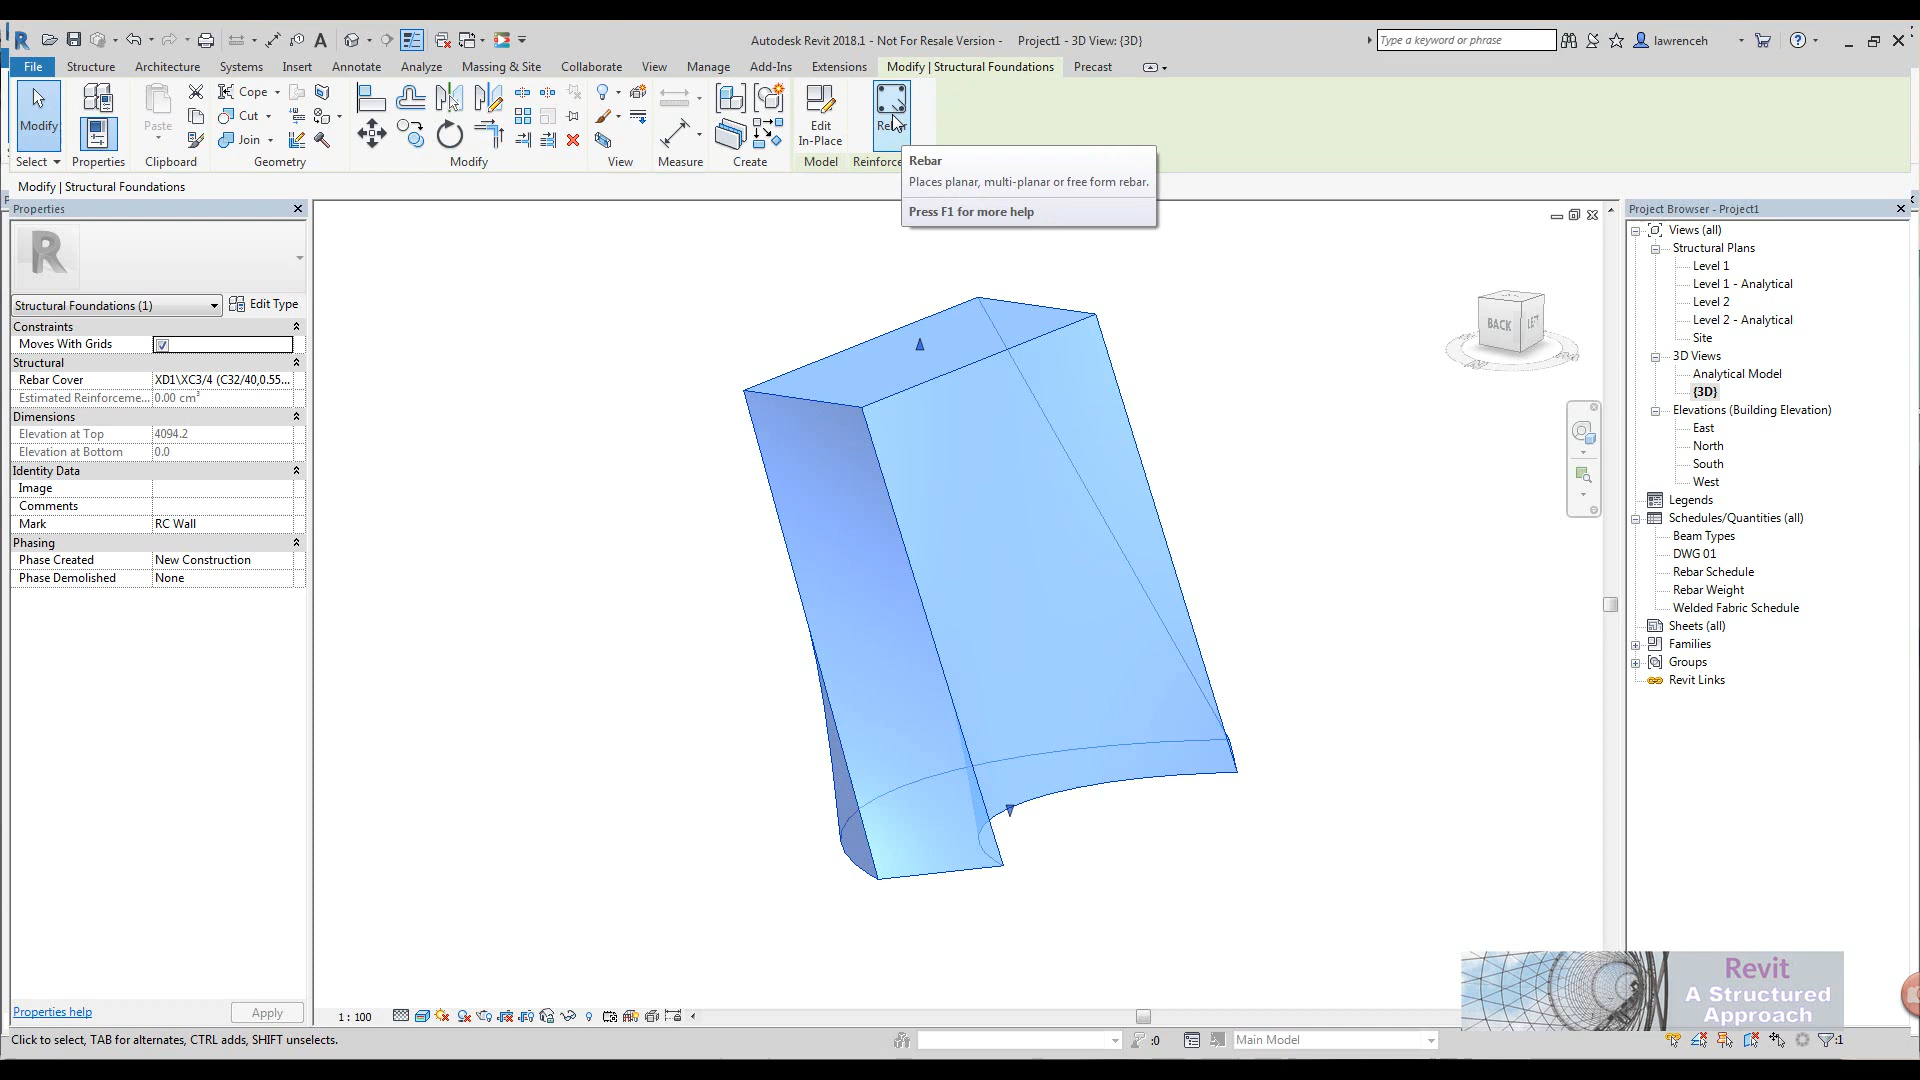 Autodesk Revit 2018.1 - Not For Resale Version - Project1 - 3D View: {3D}
Type a keyword or phrase
lawrenceh
File Structure Architecture Systems Insert Annotate Analyze Massing & Site Collaborate View Manage Add-Ins Extensions Modify | Structural Foundations Precast
Modify
Paste
Cope
Cut
Join
Edit
In-Place
Select Properties Clipboard Geometry Modify View Measure Create Model
Rebar
Places planar, multi-planar or free form rebar.
Press F1 for more help
Modify | Structural Foundations
Properties
Structural Foundations (1)
Edit Type
Constraints
Moves With Grids
Structural
Rebar Cover XD1\XC3/4 (C32/40,0.55...
Estimated Reinforceme... 0.00 cm³
Dimensions
Elevation at Top 4094.2
Elevation at Bottom 0.0
Identity Data
Image
Comments
Mark RC Wall
Phasing
Phase Created New Construction
Phase Demolished None
Properties help
Apply
BACK
LEFT
Project Browser - Project1
Views (all)
Structural Plans
Level 1
Level 1 - Analytical
Level 2
Level 2 - Analytical
Site
3D Views
Analytical Model
{3D}
Elevations (Building Elevation)
East
North
South
West
Legends
Schedules/Quantities (all)
Beam Types
DWG 01
Rebar Schedule
Rebar Weight
Welded Fabric Schedule
Sheets (all)
Families
Groups
Revit Links
Revit
A Structured
Approach
1 : 100
Click to select, TAB for alternates, CTRL adds, SHIFT unselects.
:0
Main Model
:1